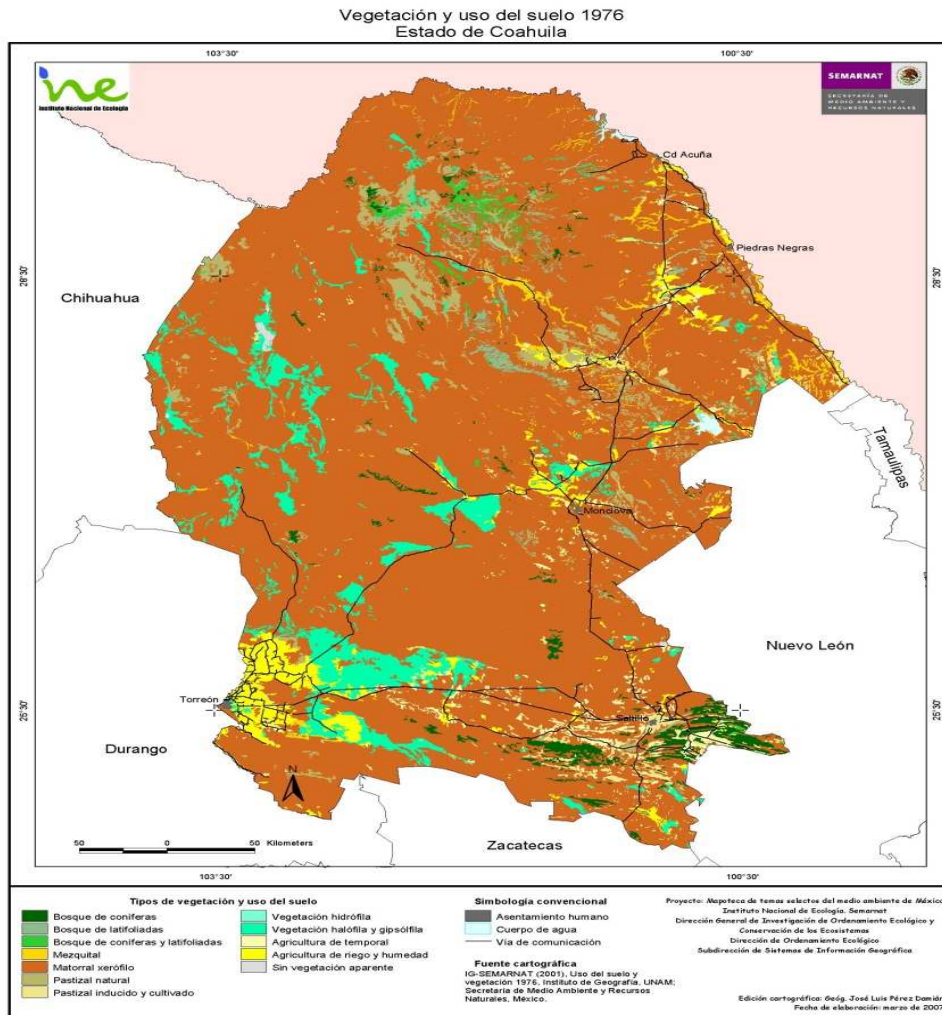 Vegetación y uso del suelo 1976
Estado de Coahuila
103°30'
100°30'
ine
Instituto Nacional de Ecología
SEMARNAT
SECRETARÍA DE
MEDIO AMBIENTE Y
RECURSOS NATURALES
Cd Acuña
Piedras Negras
28°30'
28°30'
Chihuahua
Tamaulipas
Monclova
Nuevo León
Torreón
Saltillo
25°30'
25°30'
Durango
N
Zacatecas
50 0 50 Kilometers
103°30'
100°30'
Tipos de vegetación y uso del suelo
Bosque de coníferas
Bosque de latifoliadas
Bosque de coníferas y latifoliadas
Mezquital
Matorral xerófilo
Pastizal natural
Pastizal inducido y cultivado
Vegetación hidrófila
Vegetación halófila y gipsófila
Agricultura de temporal
Agricultura de riego y humedad
Sin vegetación aparente
Simbología convencional
Asentamiento humano
Cuerpo de agua
Vía de comunicación
Fuente cartográfica
IG-SEMARNAT (2001), Uso del suelo y
vegetación 1976, Instituto de Geografía, UNAM;
Secretaría de Medio Ambiente y Recursos
Naturales, México.
Proyecto: Mapoteca de temas selectos del medio ambiente de México
Instituto Nacional de Ecología, Semarnat
Dirección General de Investigación de Ordenamiento Ecológico y
Conservación de los Ecosistemas
Dirección de Ordenamiento Ecológico
Subdirección de Sistemas de Información Geográfica
Edición cartográfica: Geóg. José Luis Pérez Damián
Fecha de elaboración: marzo de 2007